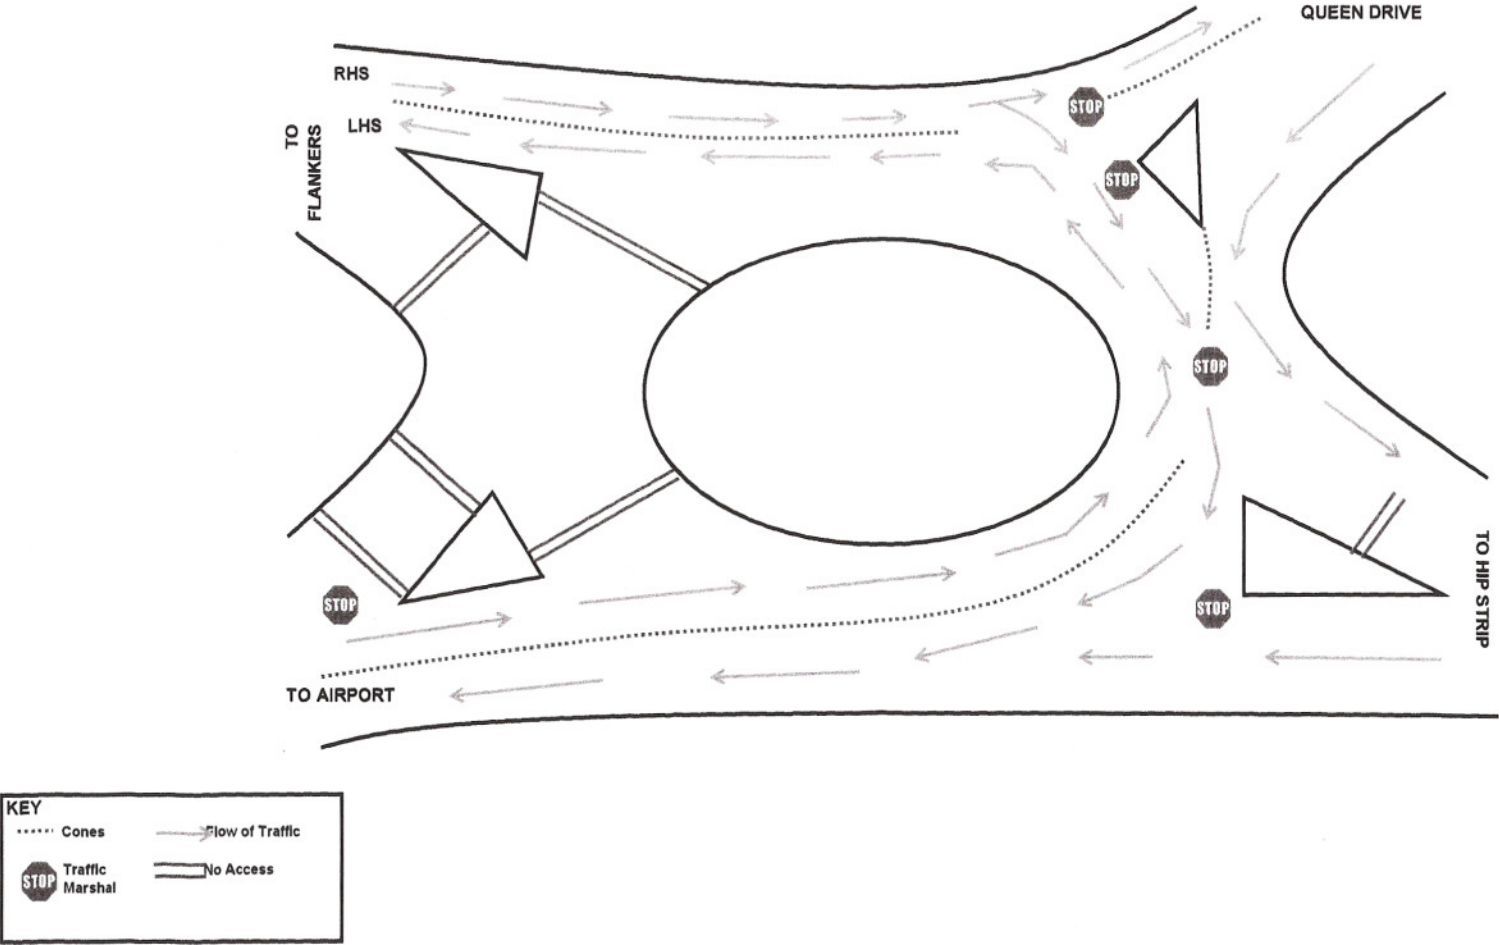 QUEEN DRIVE
RHS
LHS
TO
FLANKERS
STOP
STOP
STOP
STOP
STOP
TO HIP STRIP
TO AIRPORT
KEY
Cones
Flow of Traffic
STOP
Traffic
Marshal
No Access